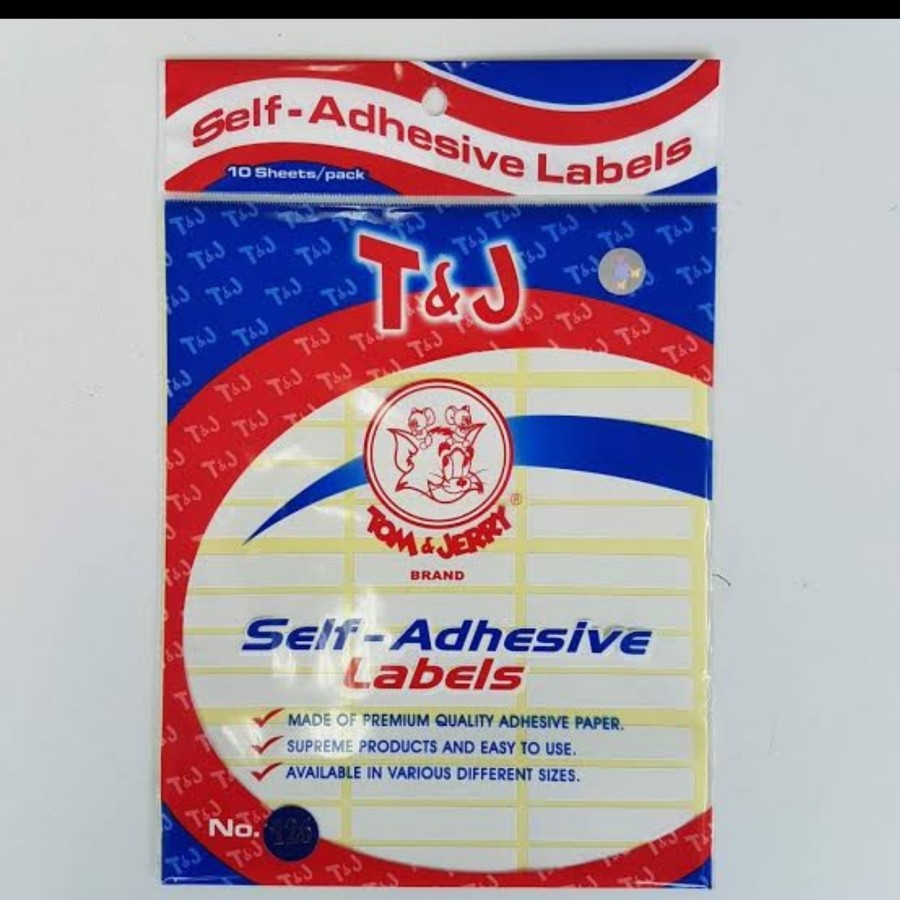 Self-Adhesive Labels
10 Sheets/pack
T&J
TOM & JERRY®
BRAND
Self-Adhesive
Labels
MADE OF PREMIUM QUALITY ADHESIVE PAPER.
SUPREME PRODUCTS AND EASY TO USE.
AVAILABLE IN VARIOUS DIFFERENT SIZES.
No.